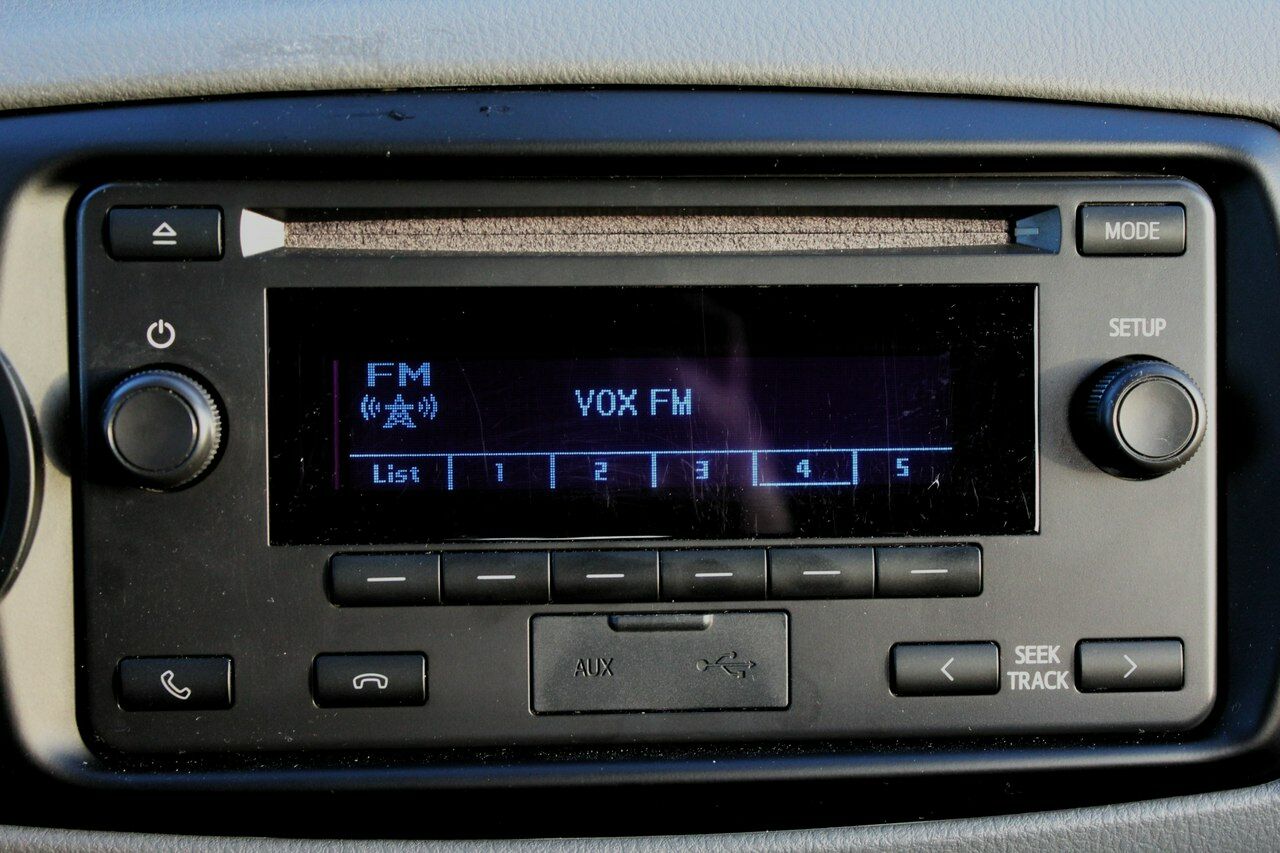 MODE
SETUP
FM
VOX FM
List 1 2 3 4 5
AUX
SEEK
TRACK